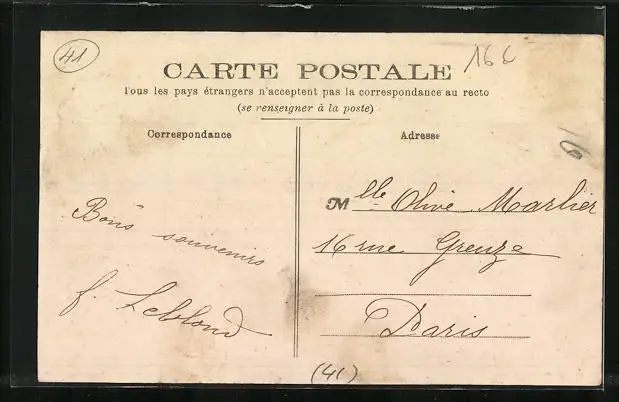 41
166
CARTE POSTALE
Tous les pays étrangers n'acceptent pas la correspondance au recto
(se renseigner à la poste)
Correspondance
Adresse
16
Bons souvenirs
f. Leblond
Mlle Olive Marlier
16 rue Greuze
Paris
(41)